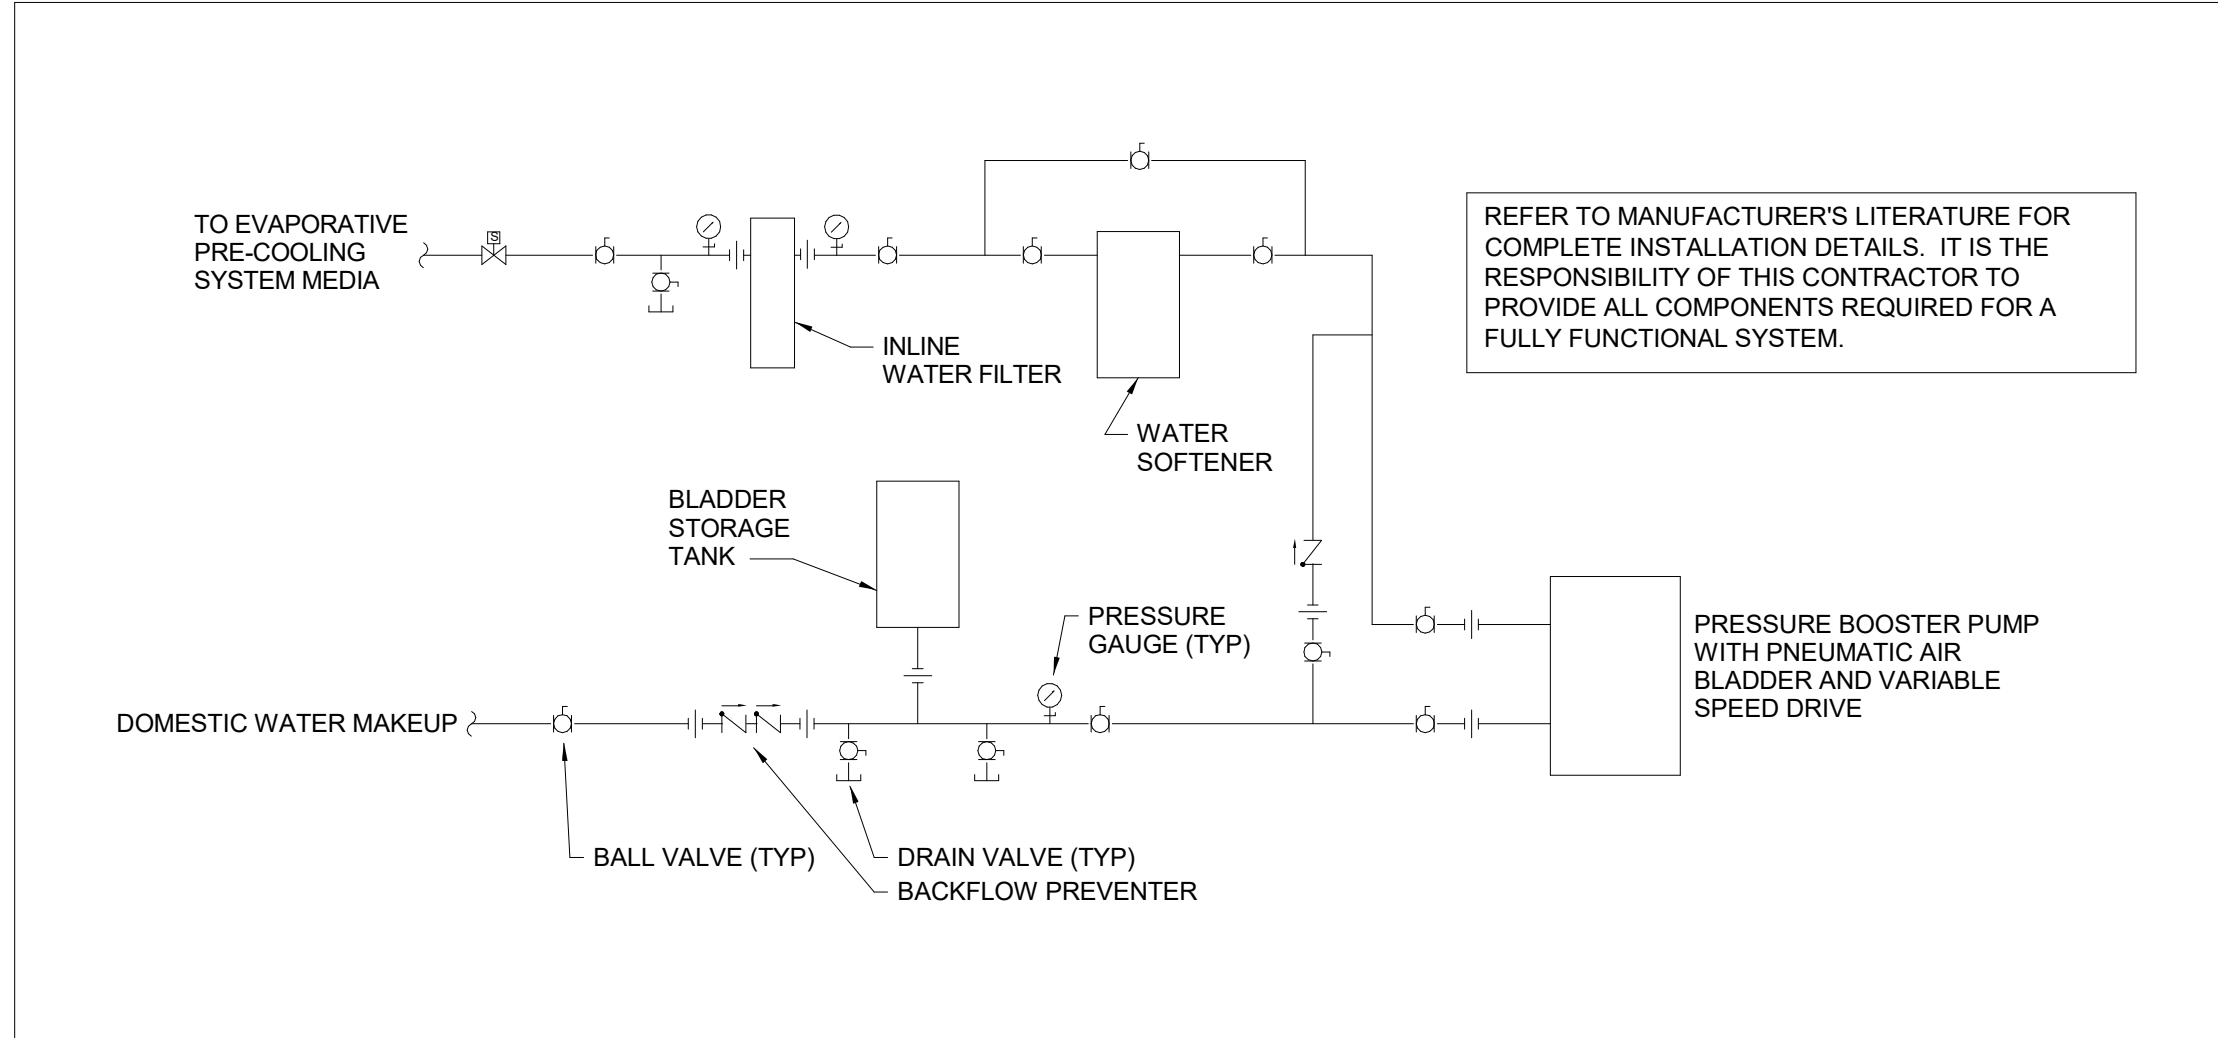 TO EVAPORATIVE
PRE-COOLING
SYSTEM MEDIA
S
INLINE
WATER FILTER
WATER
SOFTENER
REFER TO MANUFACTURER'S LITERATURE FOR
COMPLETE INSTALLATION DETAILS.  IT IS THE
RESPONSIBILITY OF THIS CONTRACTOR TO
PROVIDE ALL COMPONENTS REQUIRED FOR A
FULLY FUNCTIONAL SYSTEM.
BLADDER
STORAGE
TANK
PRESSURE
GAUGE (TYP)
PRESSURE BOOSTER PUMP
WITH PNEUMATIC AIR
BLADDER AND VARIABLE
SPEED DRIVE
DOMESTIC WATER MAKEUP
BALL VALVE (TYP)
DRAIN VALVE (TYP)
BACKFLOW PREVENTER